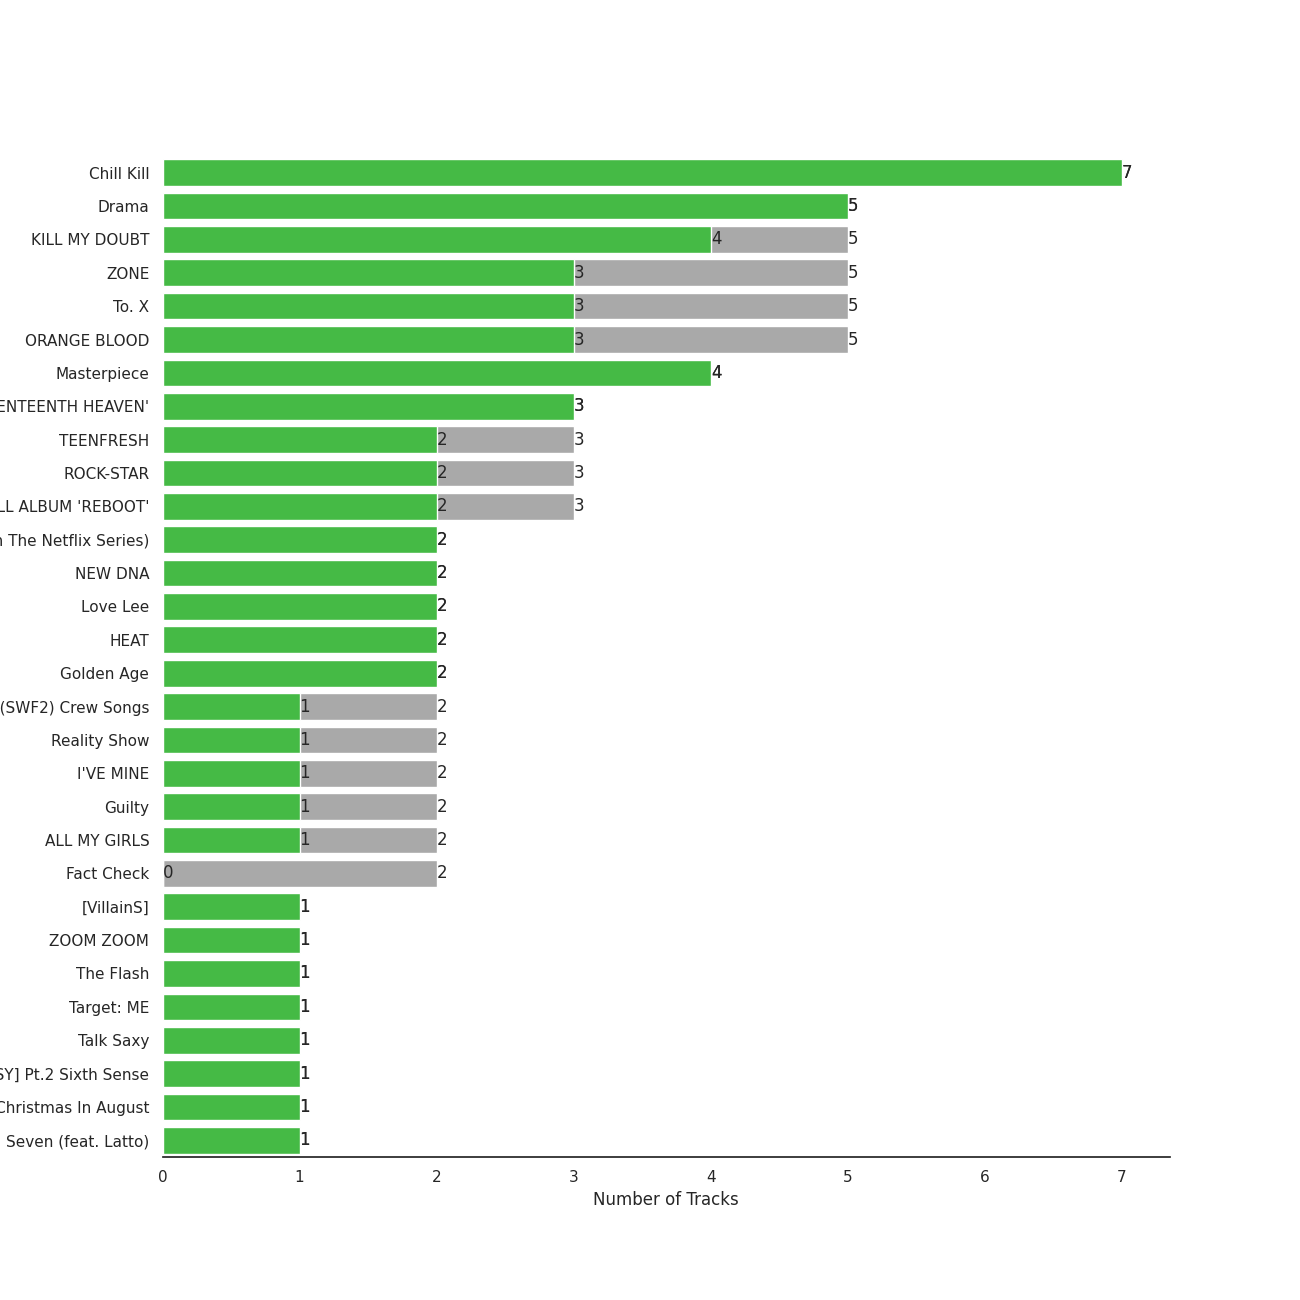 Chill Kill 7
Drama 5
KILL MY DOUBT 4 5
ZONE 3 5
To. X 3 5
ORANGE BLOOD 3 5
Masterpiece 4
HEAVEN' 3
TEENFRESH 2 3
ROCK-STAR 2 3
ALBUM 'REBOOT' 2 3
The Netflix Series) 2
NEW DNA 2
Love Lee 2
HEAT 2
Golden Age 2
(SWF2) Crew Songs 1 2
Reality Show 1 2
I'VE MINE 1 2
Guilty 1 2
ALL MY GIRLS 1 2
Fact Check 0 2
[VillainS] 1
ZOOM ZOOM 1
The Flash 1
Target: ME 1
Talk Saxy 1
Pt.2 Sixth Sense 1
Christmas In August 1
Seven (feat. Latto) 1
0 1 2 3 4 5 6 7
Number of Tracks